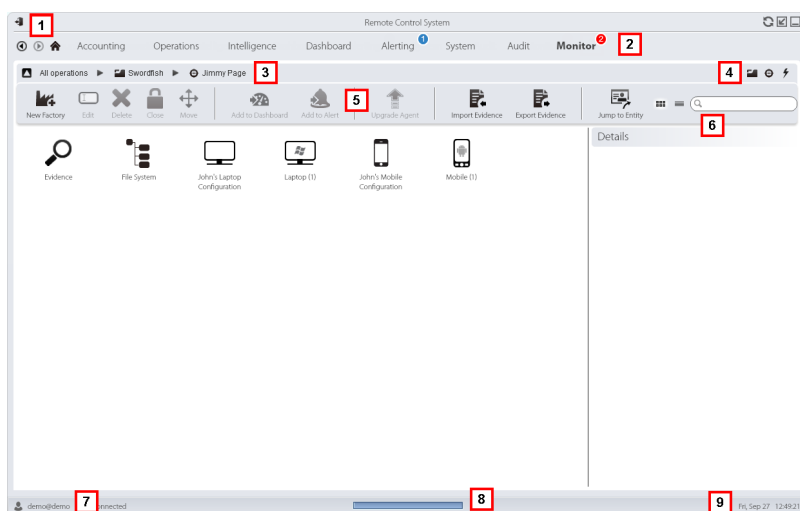 1 Remote Control System
Accounting Operations Intelligence Dashboard Alerting 1 System Audit Monitor 2 2
All operations Swordfish Jimmy Page 3 4
New Factory Edit Delete Close Move Add to Dashboard Add to Alert 5 Upgrade Agent Import Evidence Export Evidence Jump to Entity
6
Details
Evidence File System John's Laptop Configuration Laptop (1) John's Mobile Configuration Mobile (1)
demo@demo 7 8 9 Fri, Sep 27 12:49:21